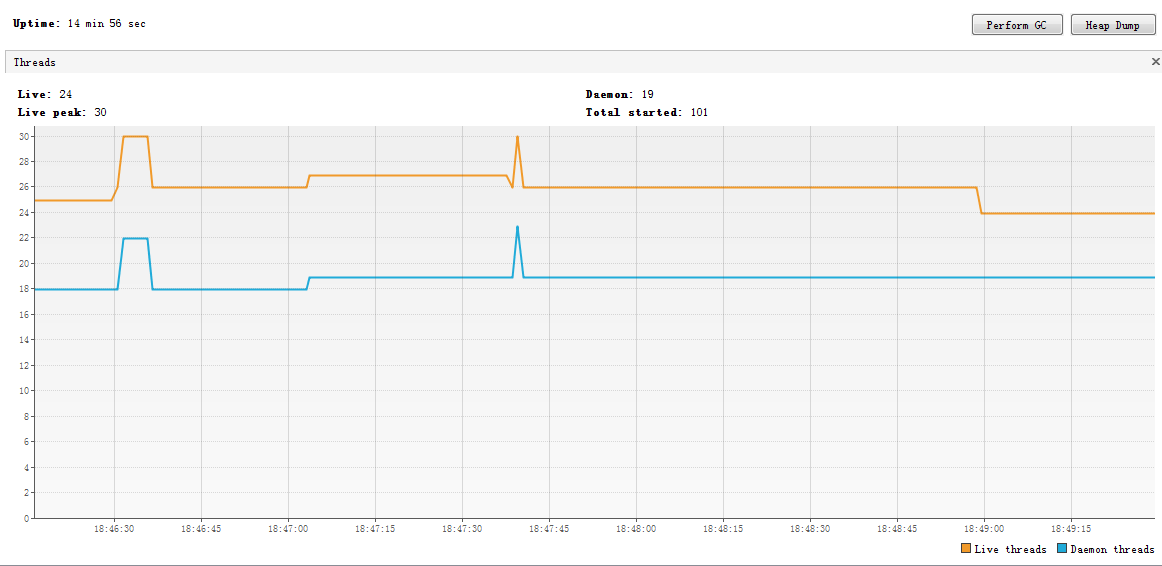 Uptime: 14 min 56 sec
Perform GC
Heap Dump
Threads
Live: 24
Daemon: 19
Live peak: 30
Total started: 101
30
28
26
24
22
20
18
16
14
12
10
8
6
4
2
0
18:46:30 18:46:45 18:47:00 18:47:15 18:47:30 18:47:45 18:48:00 18:48:15 18:48:30 18:48:45 18:49:00 18:49:15
Live threads Daemon threads